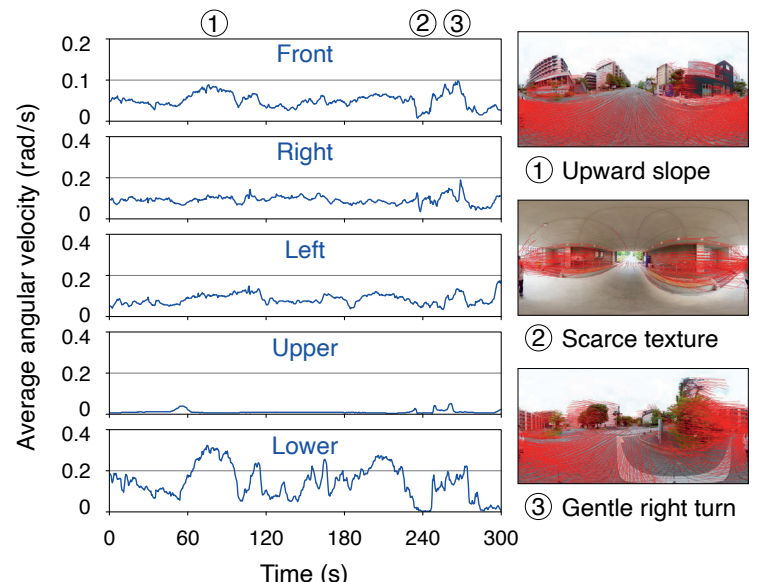 ① ② ③
Average angular velocity (rad/s)
0.2
0.1
0
Front
0.4
0.2
0
Right
0.4
0.2
0
Left
0.4
0.2
0
Upper
0.4
0.2
0
Lower
0 60 120 180 240 300
Time (s)
① Upward slope
② Scarce texture
③ Gentle right turn